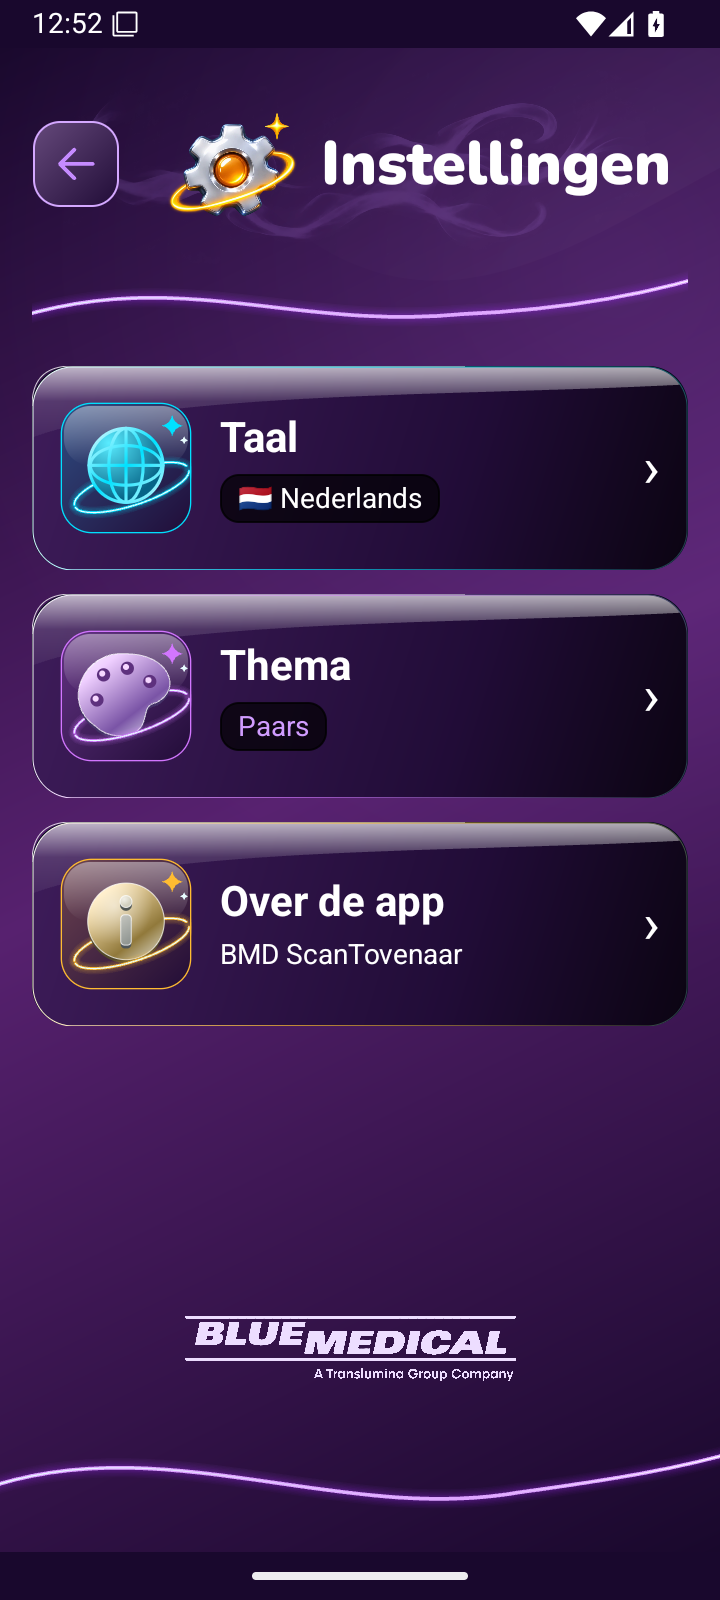 12:52
Instellingen
Taal
🇳🇱 Nederlands
Thema
Paars
Over de app
BMD ScanTovenaar
BLUEMEDICAL
A Translumina Group Company